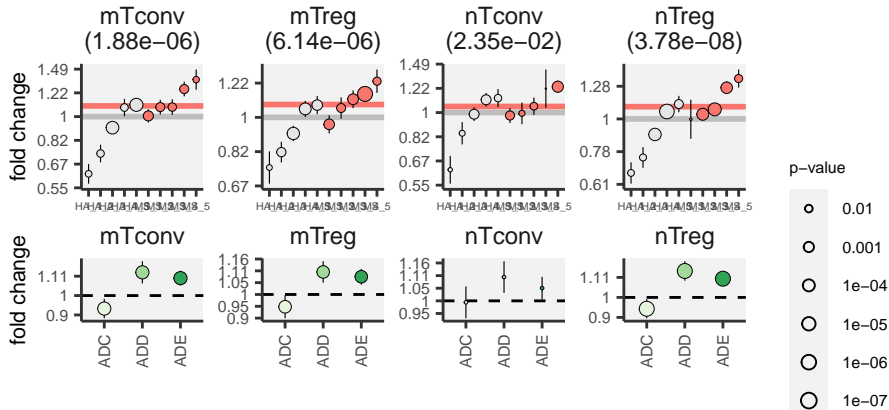 mTconv
(1.88e−06)
mTreg
(6.14e−06)
nTconv
(2.35e−02)
nTreg
(3.78e−08)
fold change
1.49
1.22
1
0.82
0.67
0.55
1.22
1
0.82
0.67
1.49
1.22
1
0.82
0.67
0.55
1.28
1
0.78
0.61
mTconv
mTreg
nTconv
nTreg
fold change
1.11
1
0.9
1.16
1.1
1.05
1
0.95
0.9
1.16
1.11
1.1
1.05
1
0.95
1.11
1
0.9
ADC
ADD
ADE
ADC
ADD
ADE
ADC
ADD
ADE
ADC
ADD
ADE
p−value
0.01
0.001
1e−04
1e−05
1e−06
1e−07